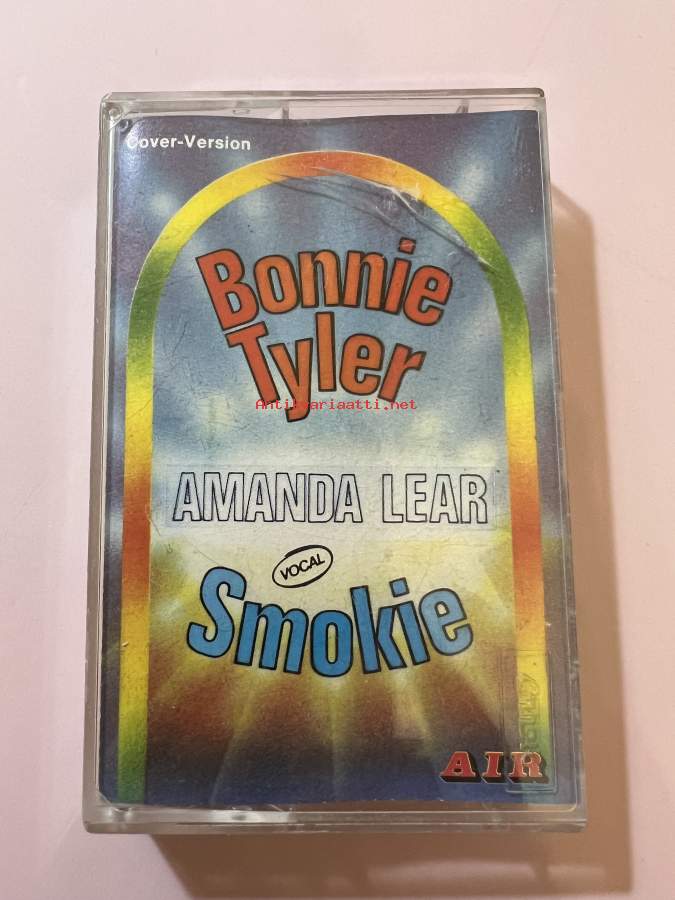 Cover-Version
Bonnie
Tyler
Antikvariaatti.net
AMANDA LEAR
VOCAL
Smokie
AIR